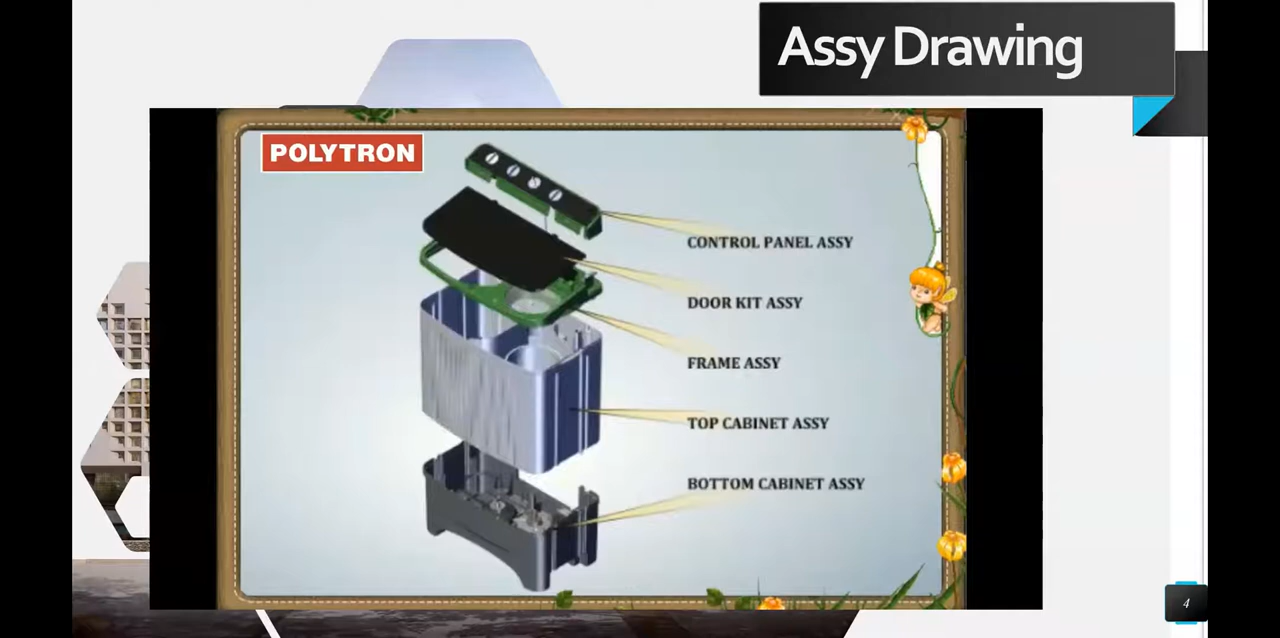 Assy Drawing
POLYTRON
CONTROL PANEL ASSY
DOOR KIT ASSY
FRAME ASSY
TOP CABINET ASSY
BOTTOM CABINET ASSY
4